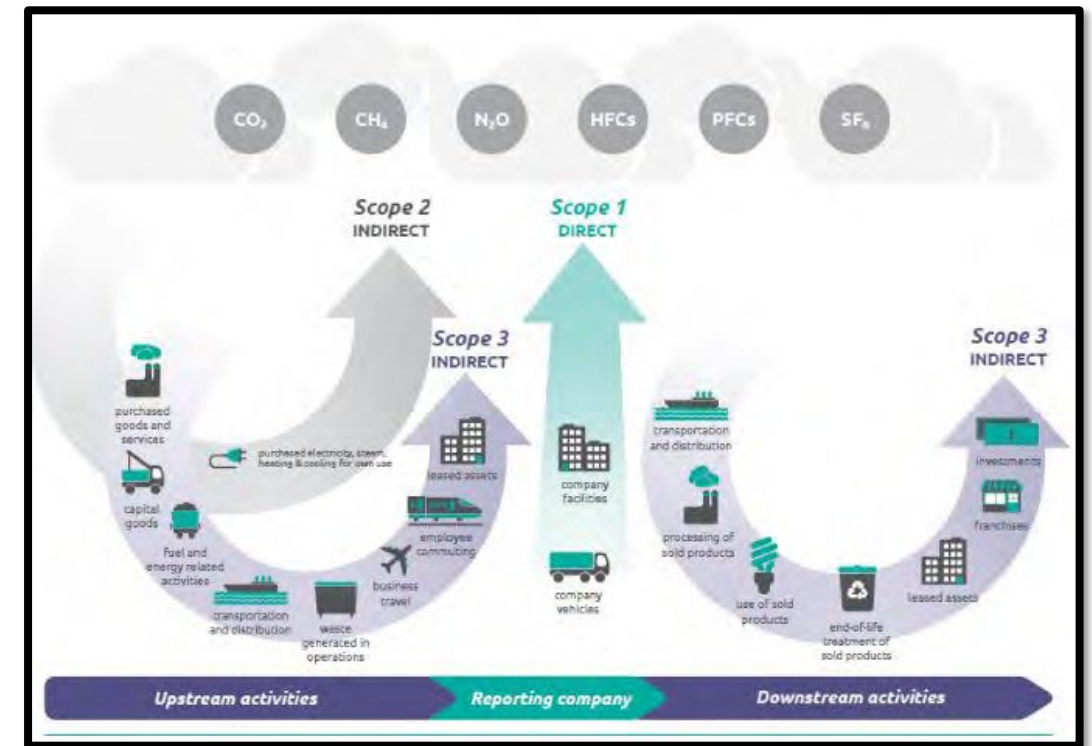 CO₂
CH₄
N₂O
HFCs
PFCs
SF₆
Scope 2
INDIRECT
Scope 1
DIRECT
Scope 3
INDIRECT
Scope 3
INDIRECT
purchased
goods and
services
purchased electricity, steam,
heating & cooling for own use
capital
goods
fuel and
energy related
activities
transportation
and distribution
waste
generated in
operations
business
travel
employee
commuting
leased assets
company
facilities
company
vehicles
transportation
and distribution
processing of
sold products
use of sold
products
end-of-life
treatment of
sold products
leased assets
franchises
investments
Upstream activities
Reporting company
Downstream activities